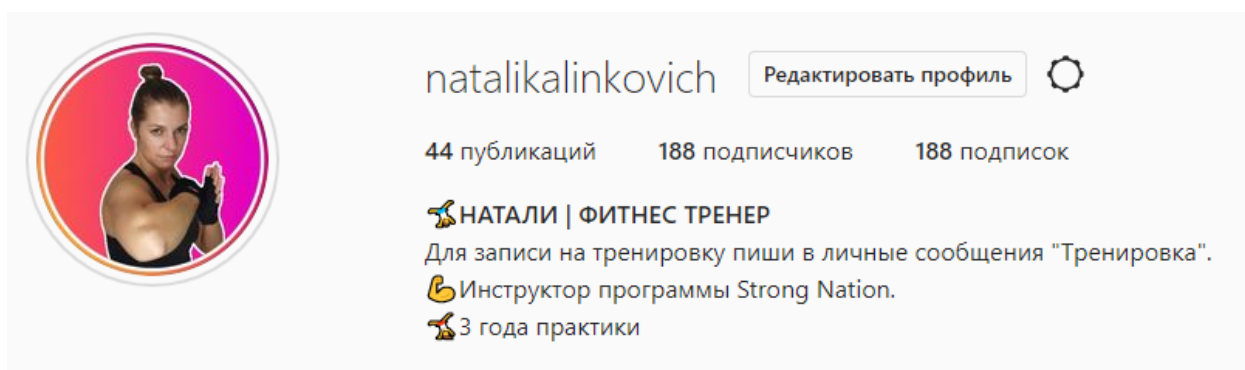 natalikalinkovich Редактировать профиль
44 публикаций 188 подписчиков 188 подписок
🤸НАТАЛИ | ФИТНЕС ТРЕНЕР
Для записи на тренировку пиши в личные сообщения "Тренировка".
💪Инструктор программы Strong Nation.
🤸3 года практики